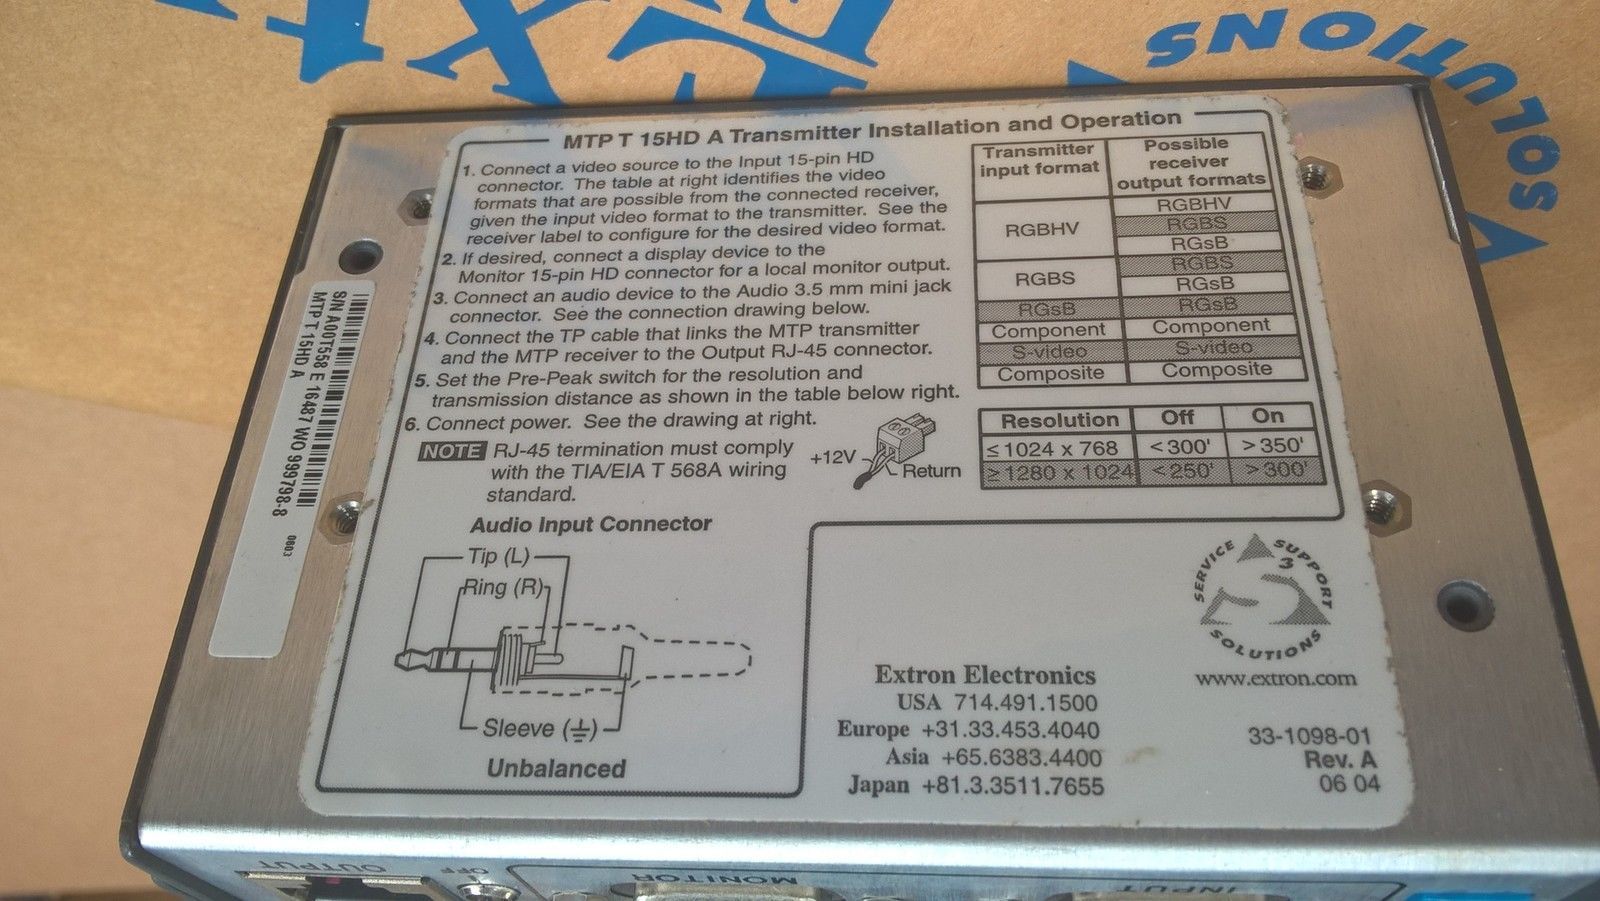 SOLUTIONS
MTP T 15HD A Transmitter Installation and Operation
1. Connect a video source to the Input 15-pin HD
connector. The table at right identifies the video
formats that are possible from the connected receiver,
given the input video format to the transmitter. See the
receiver label to configure for the desired video format.
2. If desired, connect a display device to the
Monitor 15-pin HD connector for a local monitor output.
3. Connect an audio device to the Audio 3.5 mm mini jack
connector. See the connection drawing below.
4. Connect the TP cable that links the MTP transmitter
and the MTP receiver to the Output RJ-45 connector.
5. Set the Pre-Peak switch for the resolution and
transmission distance as shown in the table below right.
6. Connect power. See the drawing at right.
NOTE RJ-45 termination must comply
with the TIA/EIA T 568A wiring
standard.
Transmitter input format
Possible receiver output formats
RGBHV
RGBHV
RGBS
RGsB
RGBS
RGBS
RGsB
RGsB
RGsB
Component Component
S-video S-video
Composite Composite
+12V
Return
Resolution Off On
≤ 1024 x 768 < 300' > 350'
≥ 1280 x 1024 < 250' > 300'
Audio Input Connector
Tip (L)
Ring (R)
Sleeve (⏚)
Unbalanced
SERVICE SUPPORT SOLUTIONS
3
S
www.extron.com
Extron Electronics
USA 714.491.1500
Europe +31.33.453.4040
Asia +65.6383.4400
Japan +81.3.3511.7655
33-1098-01
Rev. A
06 04
S/N A00T558 E 16487 WO 999798-8
MTP T 15HD A
0603
OUTPUT
OFF
MONITOR
INPUT